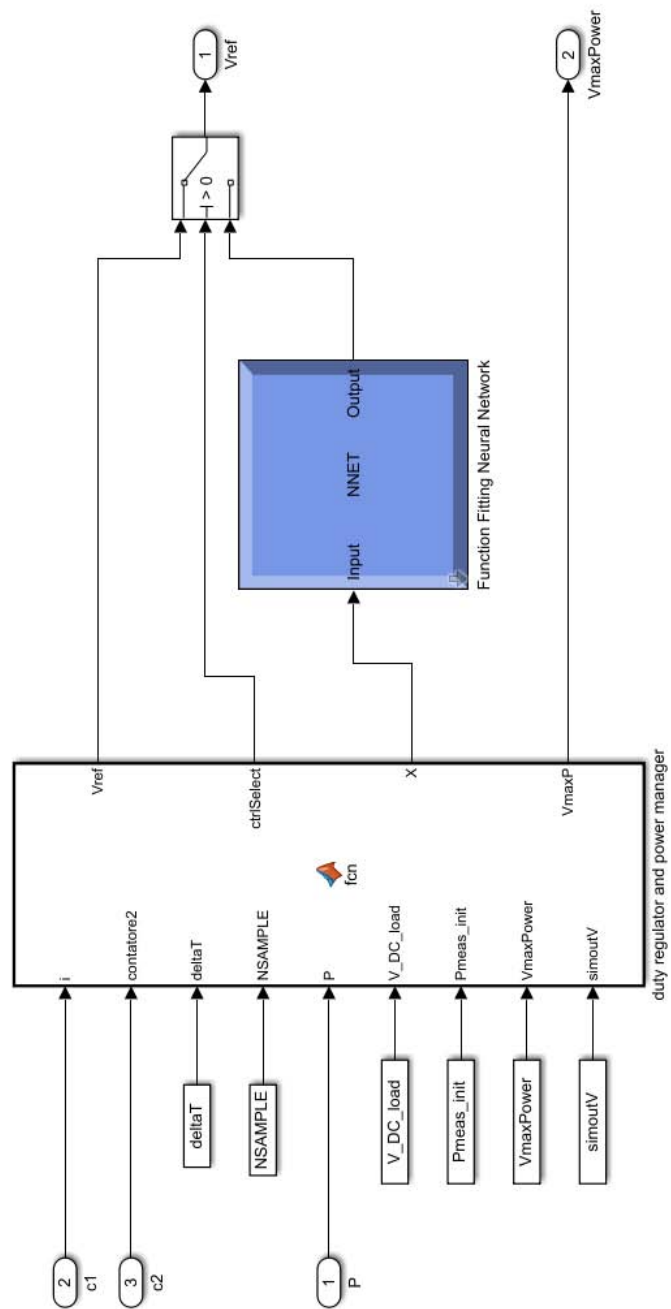 2
c1
3
c2
1
P
deltaT
NSAMPLE
V_DC_load
Pmeas_init
VmaxPower
simoutV
i
contatore2
deltaT
NSAMPLE
P
V_DC_load
Pmeas_init
VmaxPower
simoutV
fcn
Vref
ctrlSelect
X
VmaxP
duty regulator and power manager
Input
NNET
Output
Function Fitting Neural Network
> 0
1
Vref
2
VmaxPower